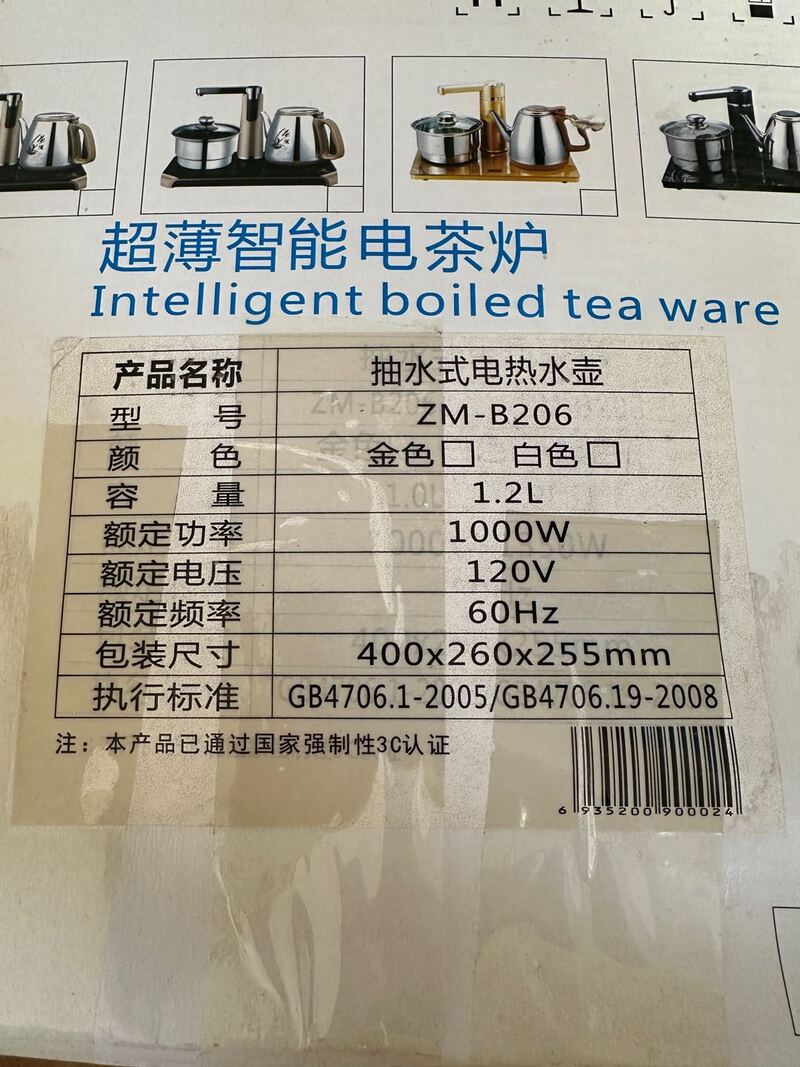 超薄智能电茶炉
Intelligent boiled tea ware
产品名称 抽水式电热水壶
型 号 ZM-B206
颜 色 金色□ 白色□
容 量 1.2L
额定功率 1000W
额定电压 120V
额定频率 60Hz
包装尺寸 400x260x255mm
执行标准 GB4706.1-2005/GB4706.19-2008
注：本产品已通过国家强制性3C认证
6 935200 900024